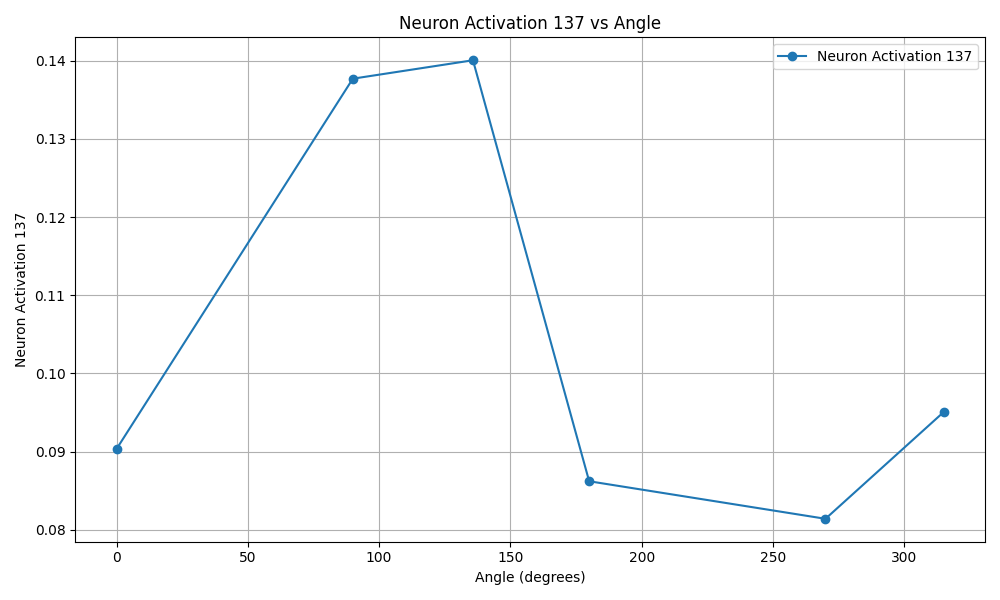 Neuron Activation 137 vs Angle
Neuron Activation 137
0.14
0.13
0.12
0.11
0.10
0.09
0.08
Neuron Activation 137
0 50 100 150 200 250 300
Angle (degrees)